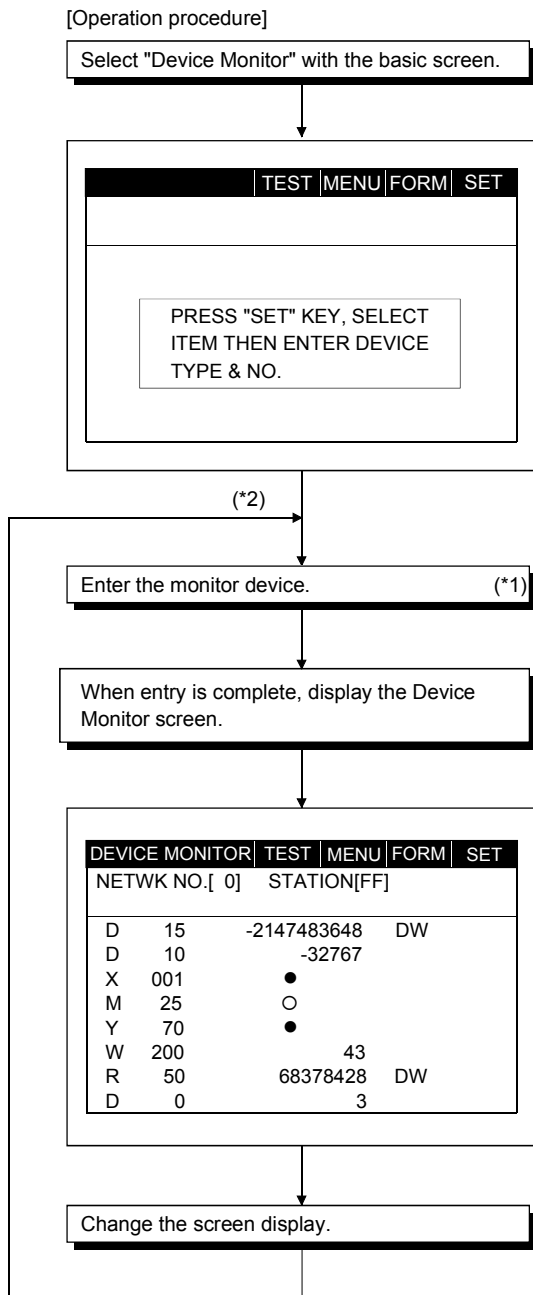 [Operation procedure]
Select "Device Monitor" with the basic screen.
TEST MENU FORM SET
PRESS "SET" KEY, SELECT
ITEM THEN ENTER DEVICE
TYPE & NO.
(*2)
Enter the monitor device. (*1)
When entry is complete, display the Device
Monitor screen.
DEVICE MONITOR TEST MENU FORM SET
NETWK NO.[ 0] STATION[FF]
D 15 -2147483648 DW
D 10 -32767
X 001 ●
M 25 ○
Y 70 ●
W 200 43
R 50 68378428 DW
D 0 3
Change the screen display.